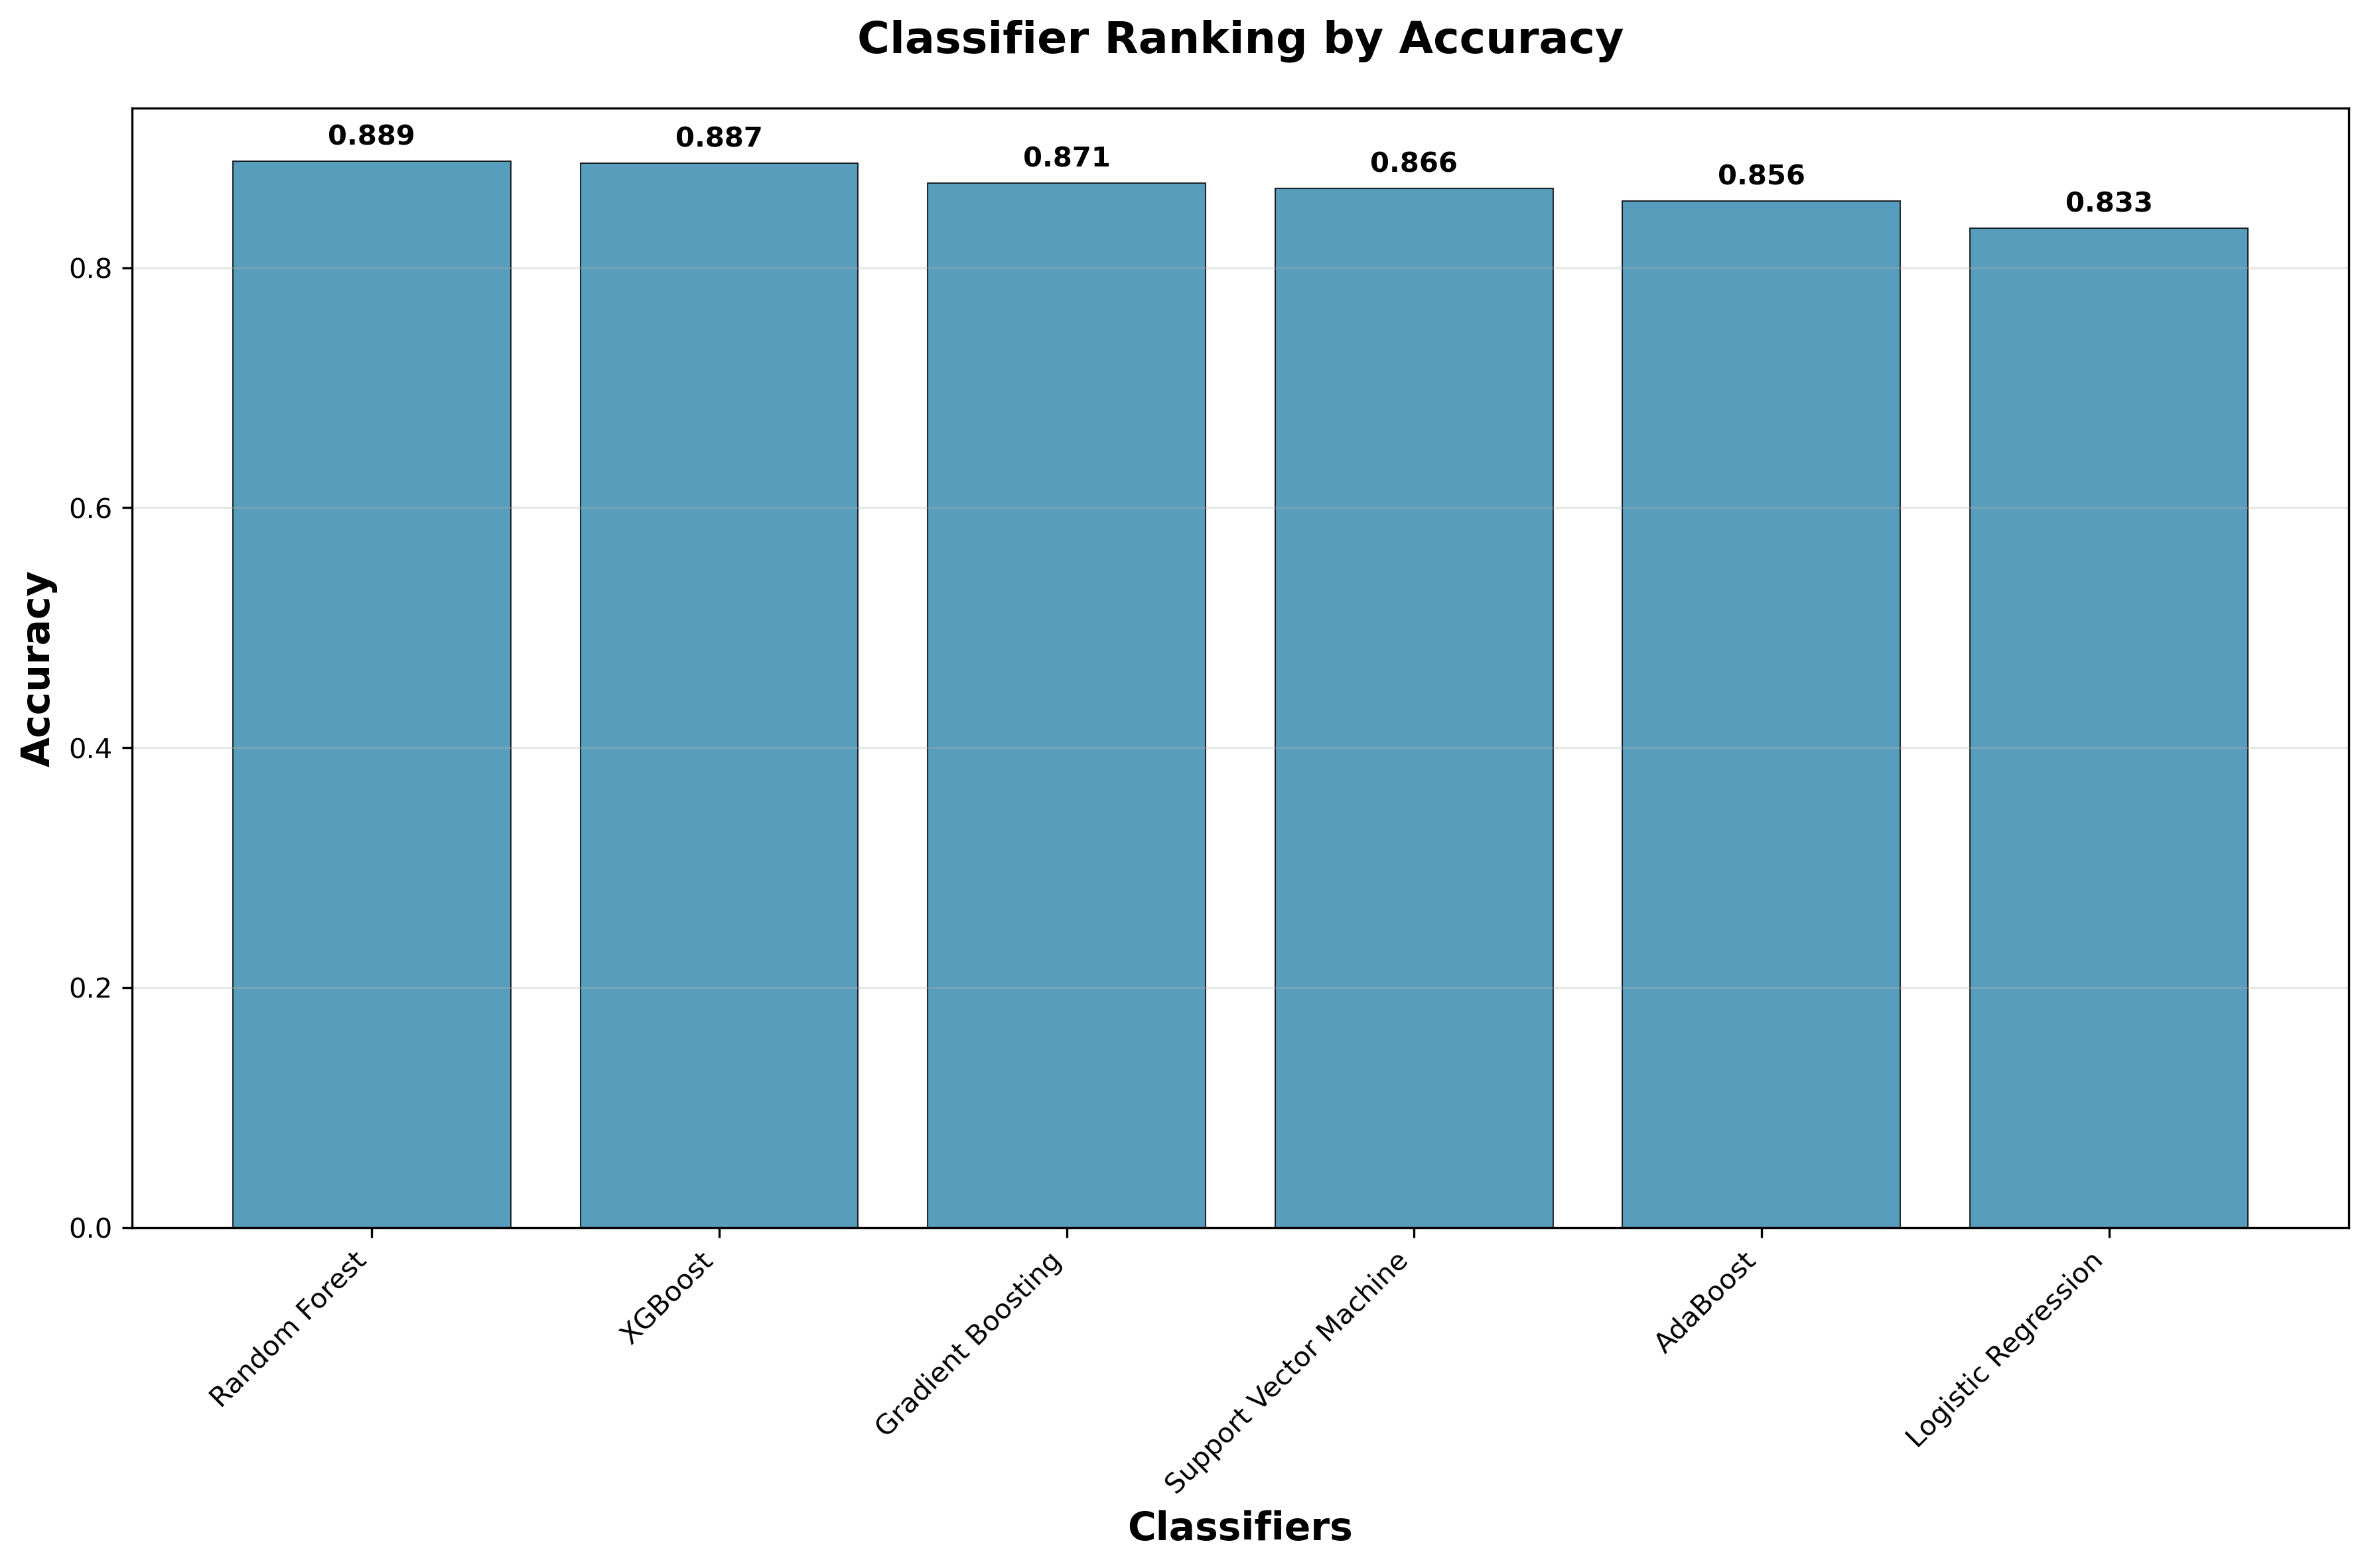 Classifier Ranking by Accuracy
0.889
0.887
0.871
0.866
0.856
0.833
0.8
0.6
0.4
0.2
0.0
Accuracy
Random Forest
XGBoost
Gradient Boosting
Support Vector Machine
AdaBoost
Logistic Regression
Classifiers